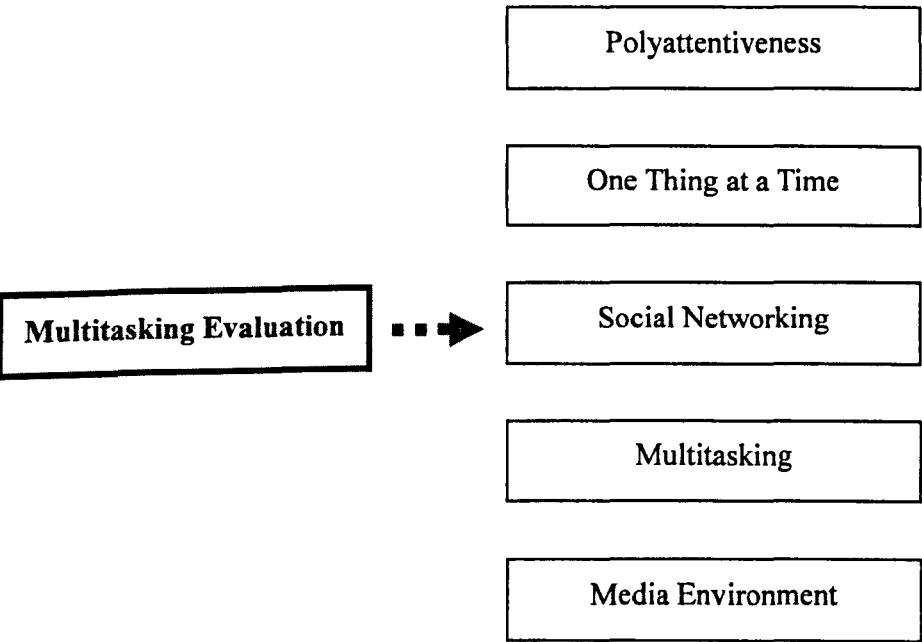 Polyattentiveness
One Thing at a Time
Multitasking Evaluation
Social Networking
Multitasking
Media Environment